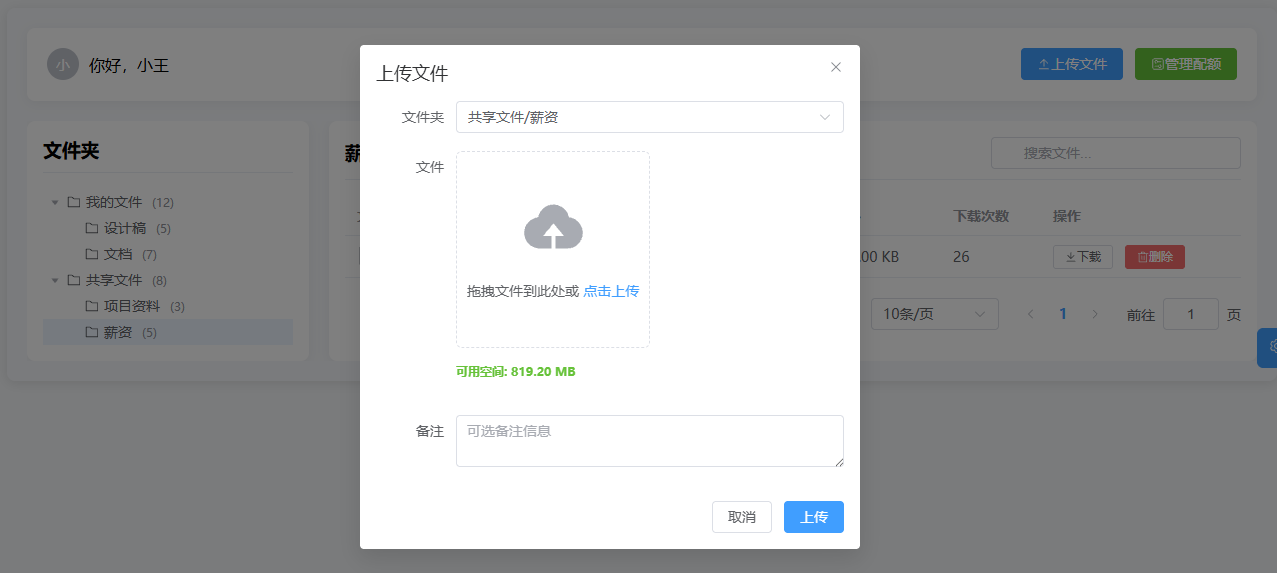 小 你好，小王
上传文件 管理配额
上传文件
文件夹 共享文件/薪资
文件
拖拽文件到此处或 点击上传
可用空间: 819.20 MB
备注 可选备注信息
取消 上传
文件夹
我的文件 (12)
设计稿 (5)
文档 (7)
共享文件 (8)
项目资料 (3)
薪资 (5)
薪
搜索文件...
下载次数 操作
.00 KB 26 下载 删除
10条/页 1 前往 1 页